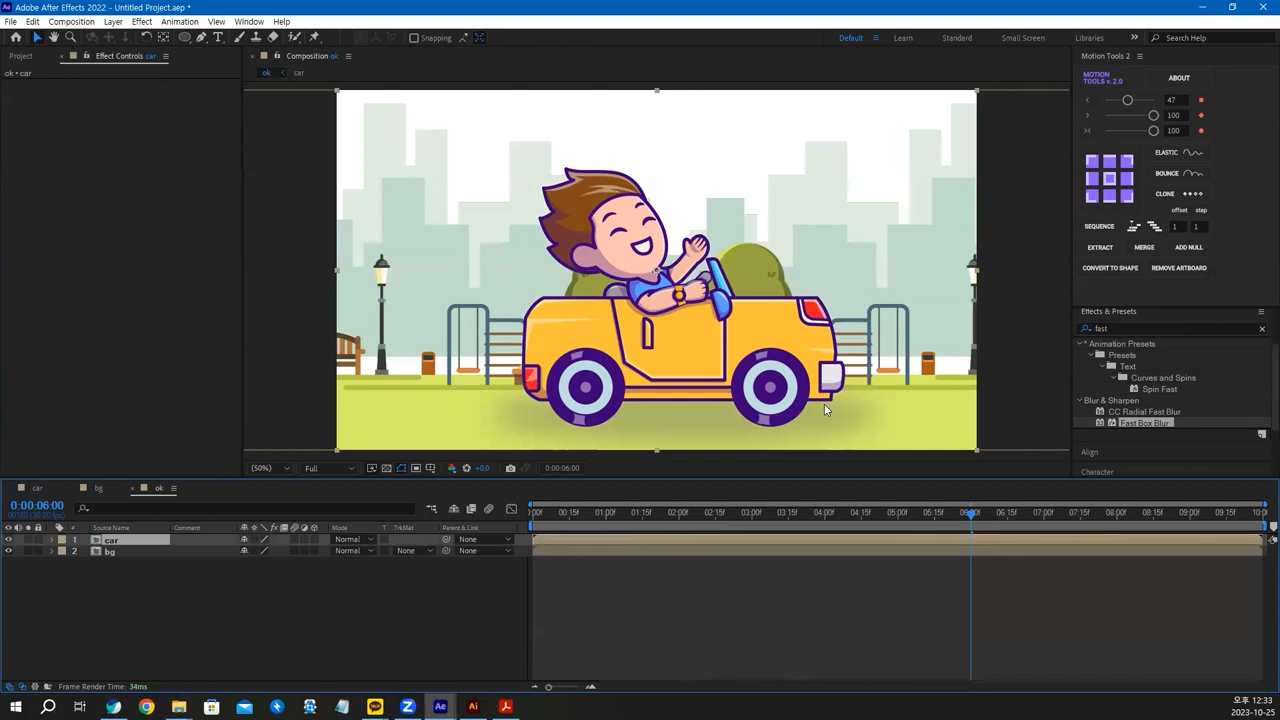 Adobe After Effects 2022 - Untitled Project.aep *
File Edit Composition Layer Effect Animation View Window Help
Snapping
Default Learn Standard Small Screen Libraries Search Help
Project Effect Controls car Composition ok Motion Tools 2
ok • car
ok car
MOTION TOOLS v. 2.0 ABOUT
47
100
100
ELASTIC
BOUNCE
CLONE
offset step
SEQUENCE 1 1
EXTRACT MERGE ADD NULL
CONVERT TO SHAPE REMOVE ARTBOARD
Effects & Presets
fast
* Animation Presets
Presets
Text
Curves and Spins
Spin Fast
Blur & Sharpen
CC Radial Fast Blur
Fast Box Blur
Align
Character
(50%) Full +0.0 0:00:06:00
car bg ok
0:00:06:00
00180 (30.00 fps)
Source Name Comment Mode T .TrkMat Parent & Link
:00f 00:15f 01:00f 01:15f 02:00f 02:15f 03:00f 03:15f 04:00f 04:15f 05:00f 05:15f 06:00f 06:15f 07:00f 07:15f 08:00f 08:15f 09:00f 09:15f 10:0
1 car Normal None
2 bg Normal None None
Frame Render Time: 34ms
오후 12:33
2023-10-25